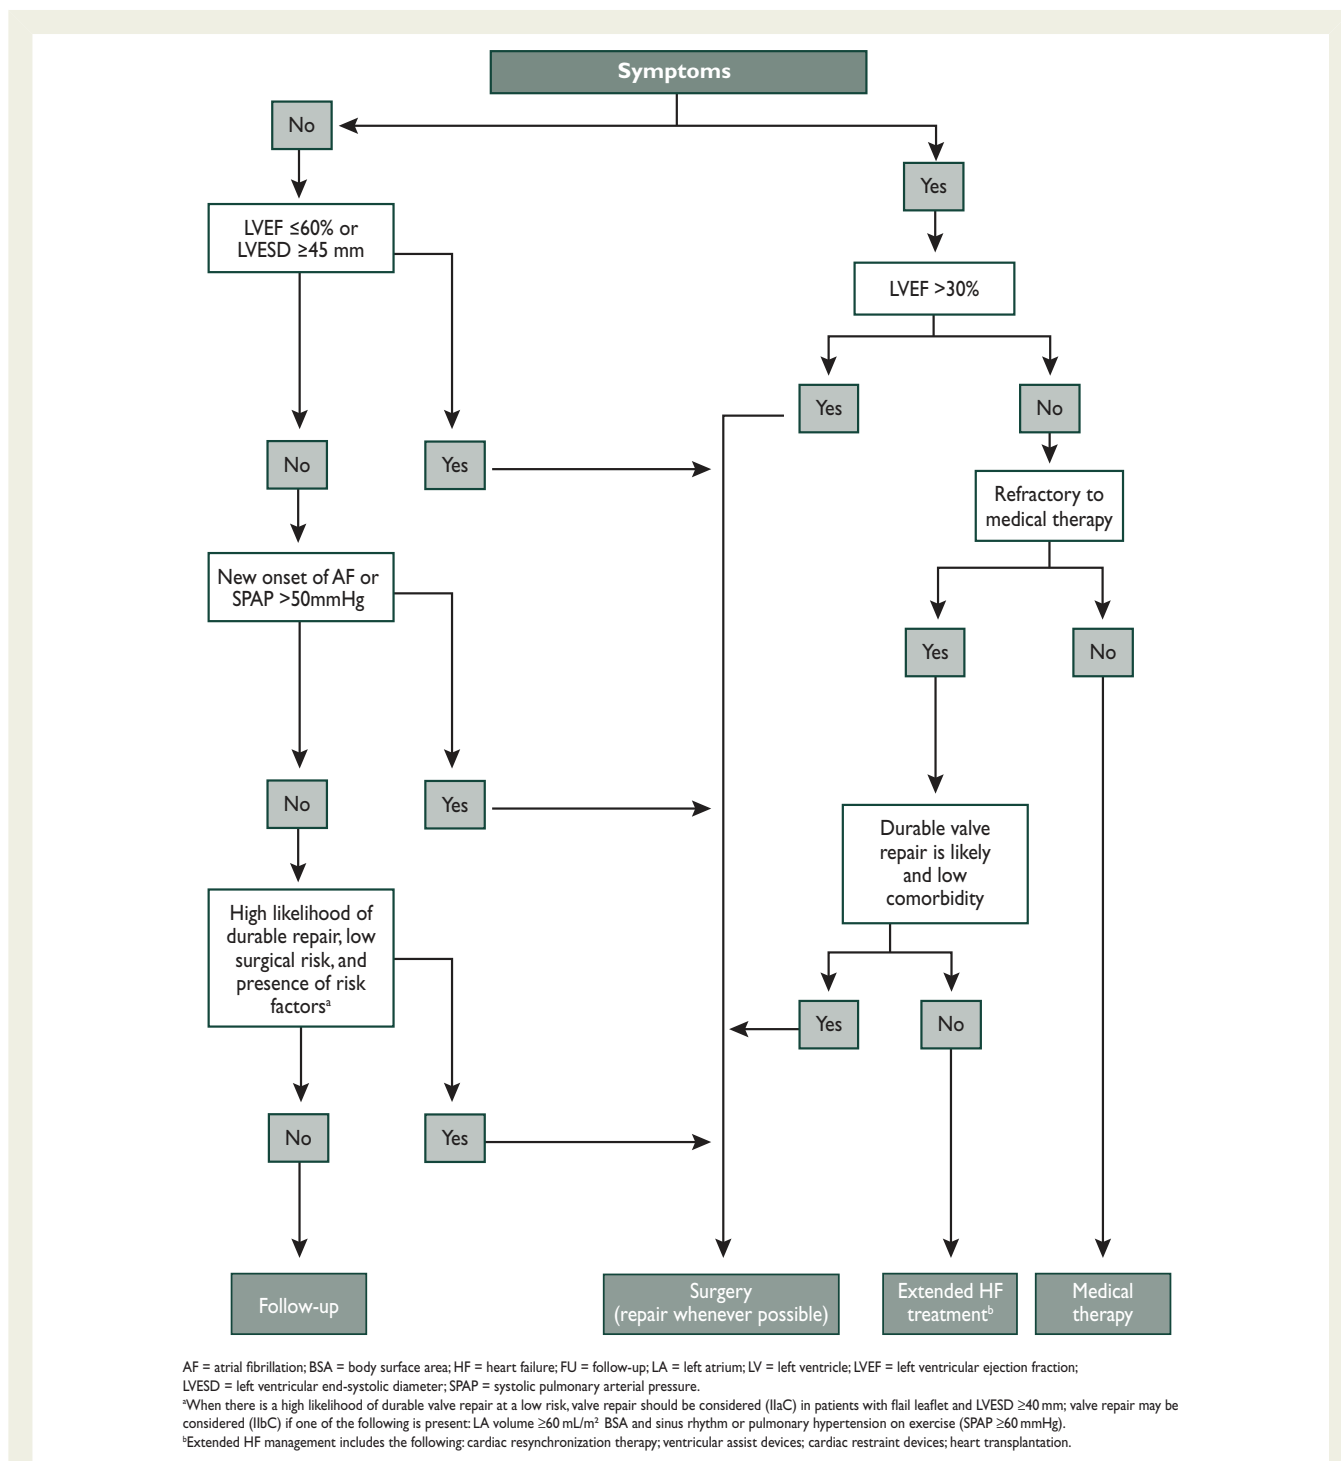 Symptoms
No
Yes
LVEF ≤60% or
LVESD ≥45 mm
LVEF >30%
Yes
No
No
Yes
Refractory to
medical therapy
New onset of AF or
SPAP >50mmHg
Yes
No
No
Yes
Durable valve
repair is likely
and low
comorbidity
High likelihood of
durable repair, low
surgical risk, and
presence of risk
factorsᵃ
Yes
No
No
Yes
Follow-up
Surgery
(repair whenever possible)
Extended HF
treatmentᵇ
Medical
therapy
AF = atrial fibrillation; BSA = body surface area; HF = heart failure; FU = follow-up; LA = left atrium; LV = left ventricle; LVEF = left ventricular ejection fraction;
LVESD = left ventricular end-systolic diameter; SPAP = systolic pulmonary arterial pressure.
ᵃWhen there is a high likelihood of durable valve repair at a low risk, valve repair should be considered (IIaC) in patients with flail leaflet and LVESD ≥40 mm; valve repair may be
considered (IIbC) if one of the following is present: LA volume ≥60 mL/m² BSA and sinus rhythm or pulmonary hypertension on exercise (SPAP ≥60 mmHg).
ᵇExtended HF management includes the following: cardiac resynchronization therapy; ventricular assist devices; cardiac restraint devices; heart transplantation.